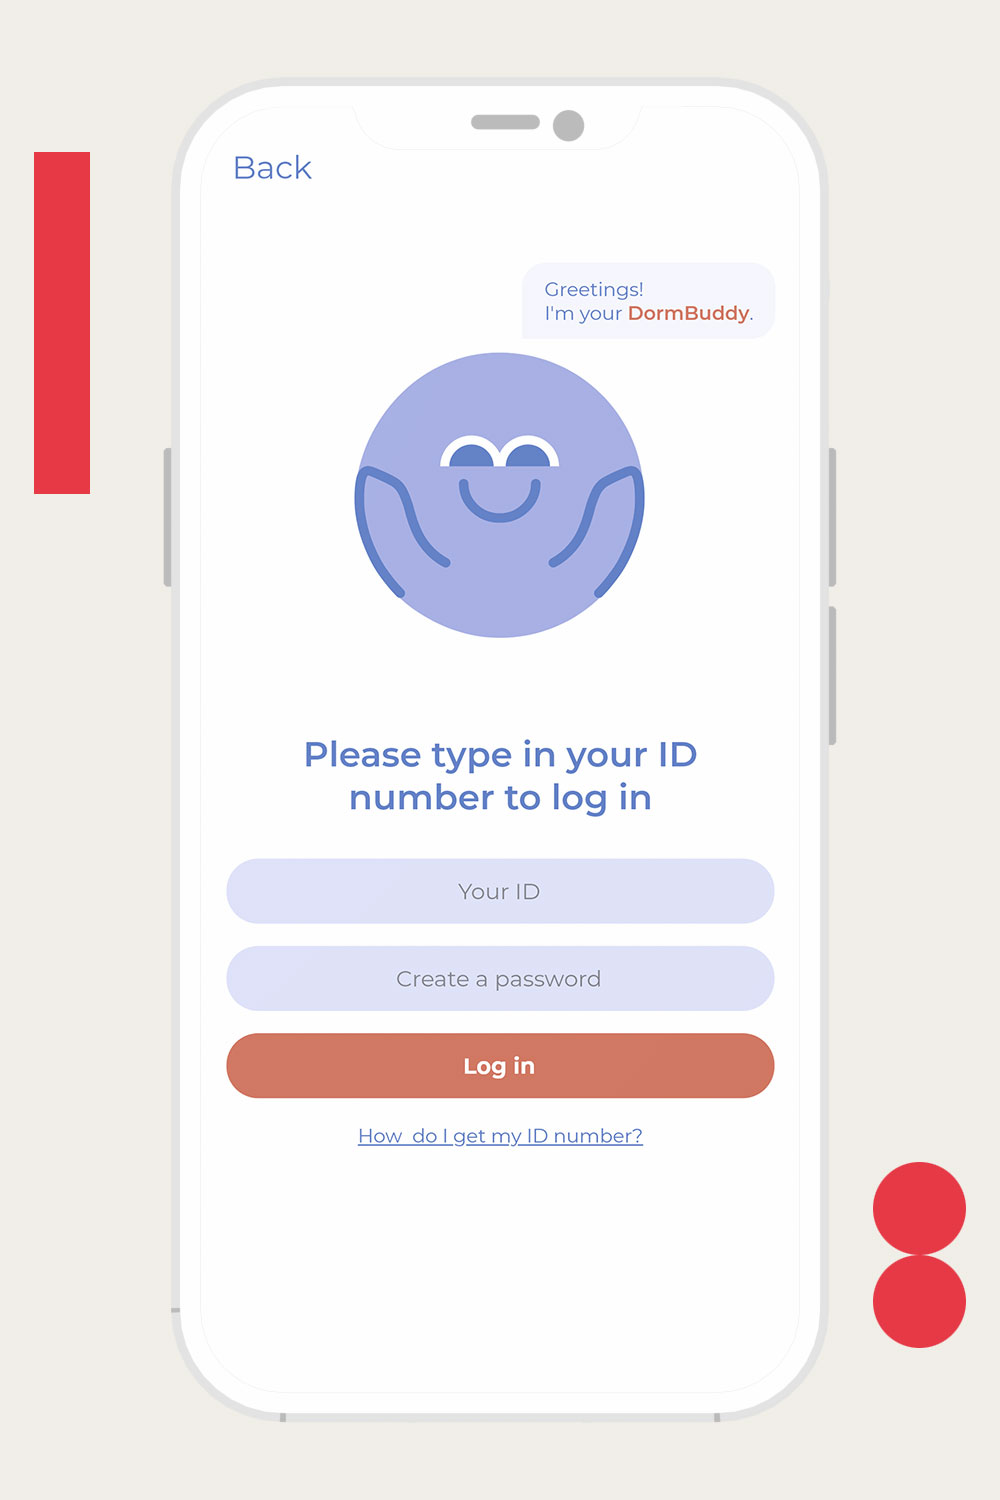 Back
Greetings!
I'm your DormBuddy.
Please type in your ID
number to log in
Your ID
Create a password
Log in
How do I get my ID number?